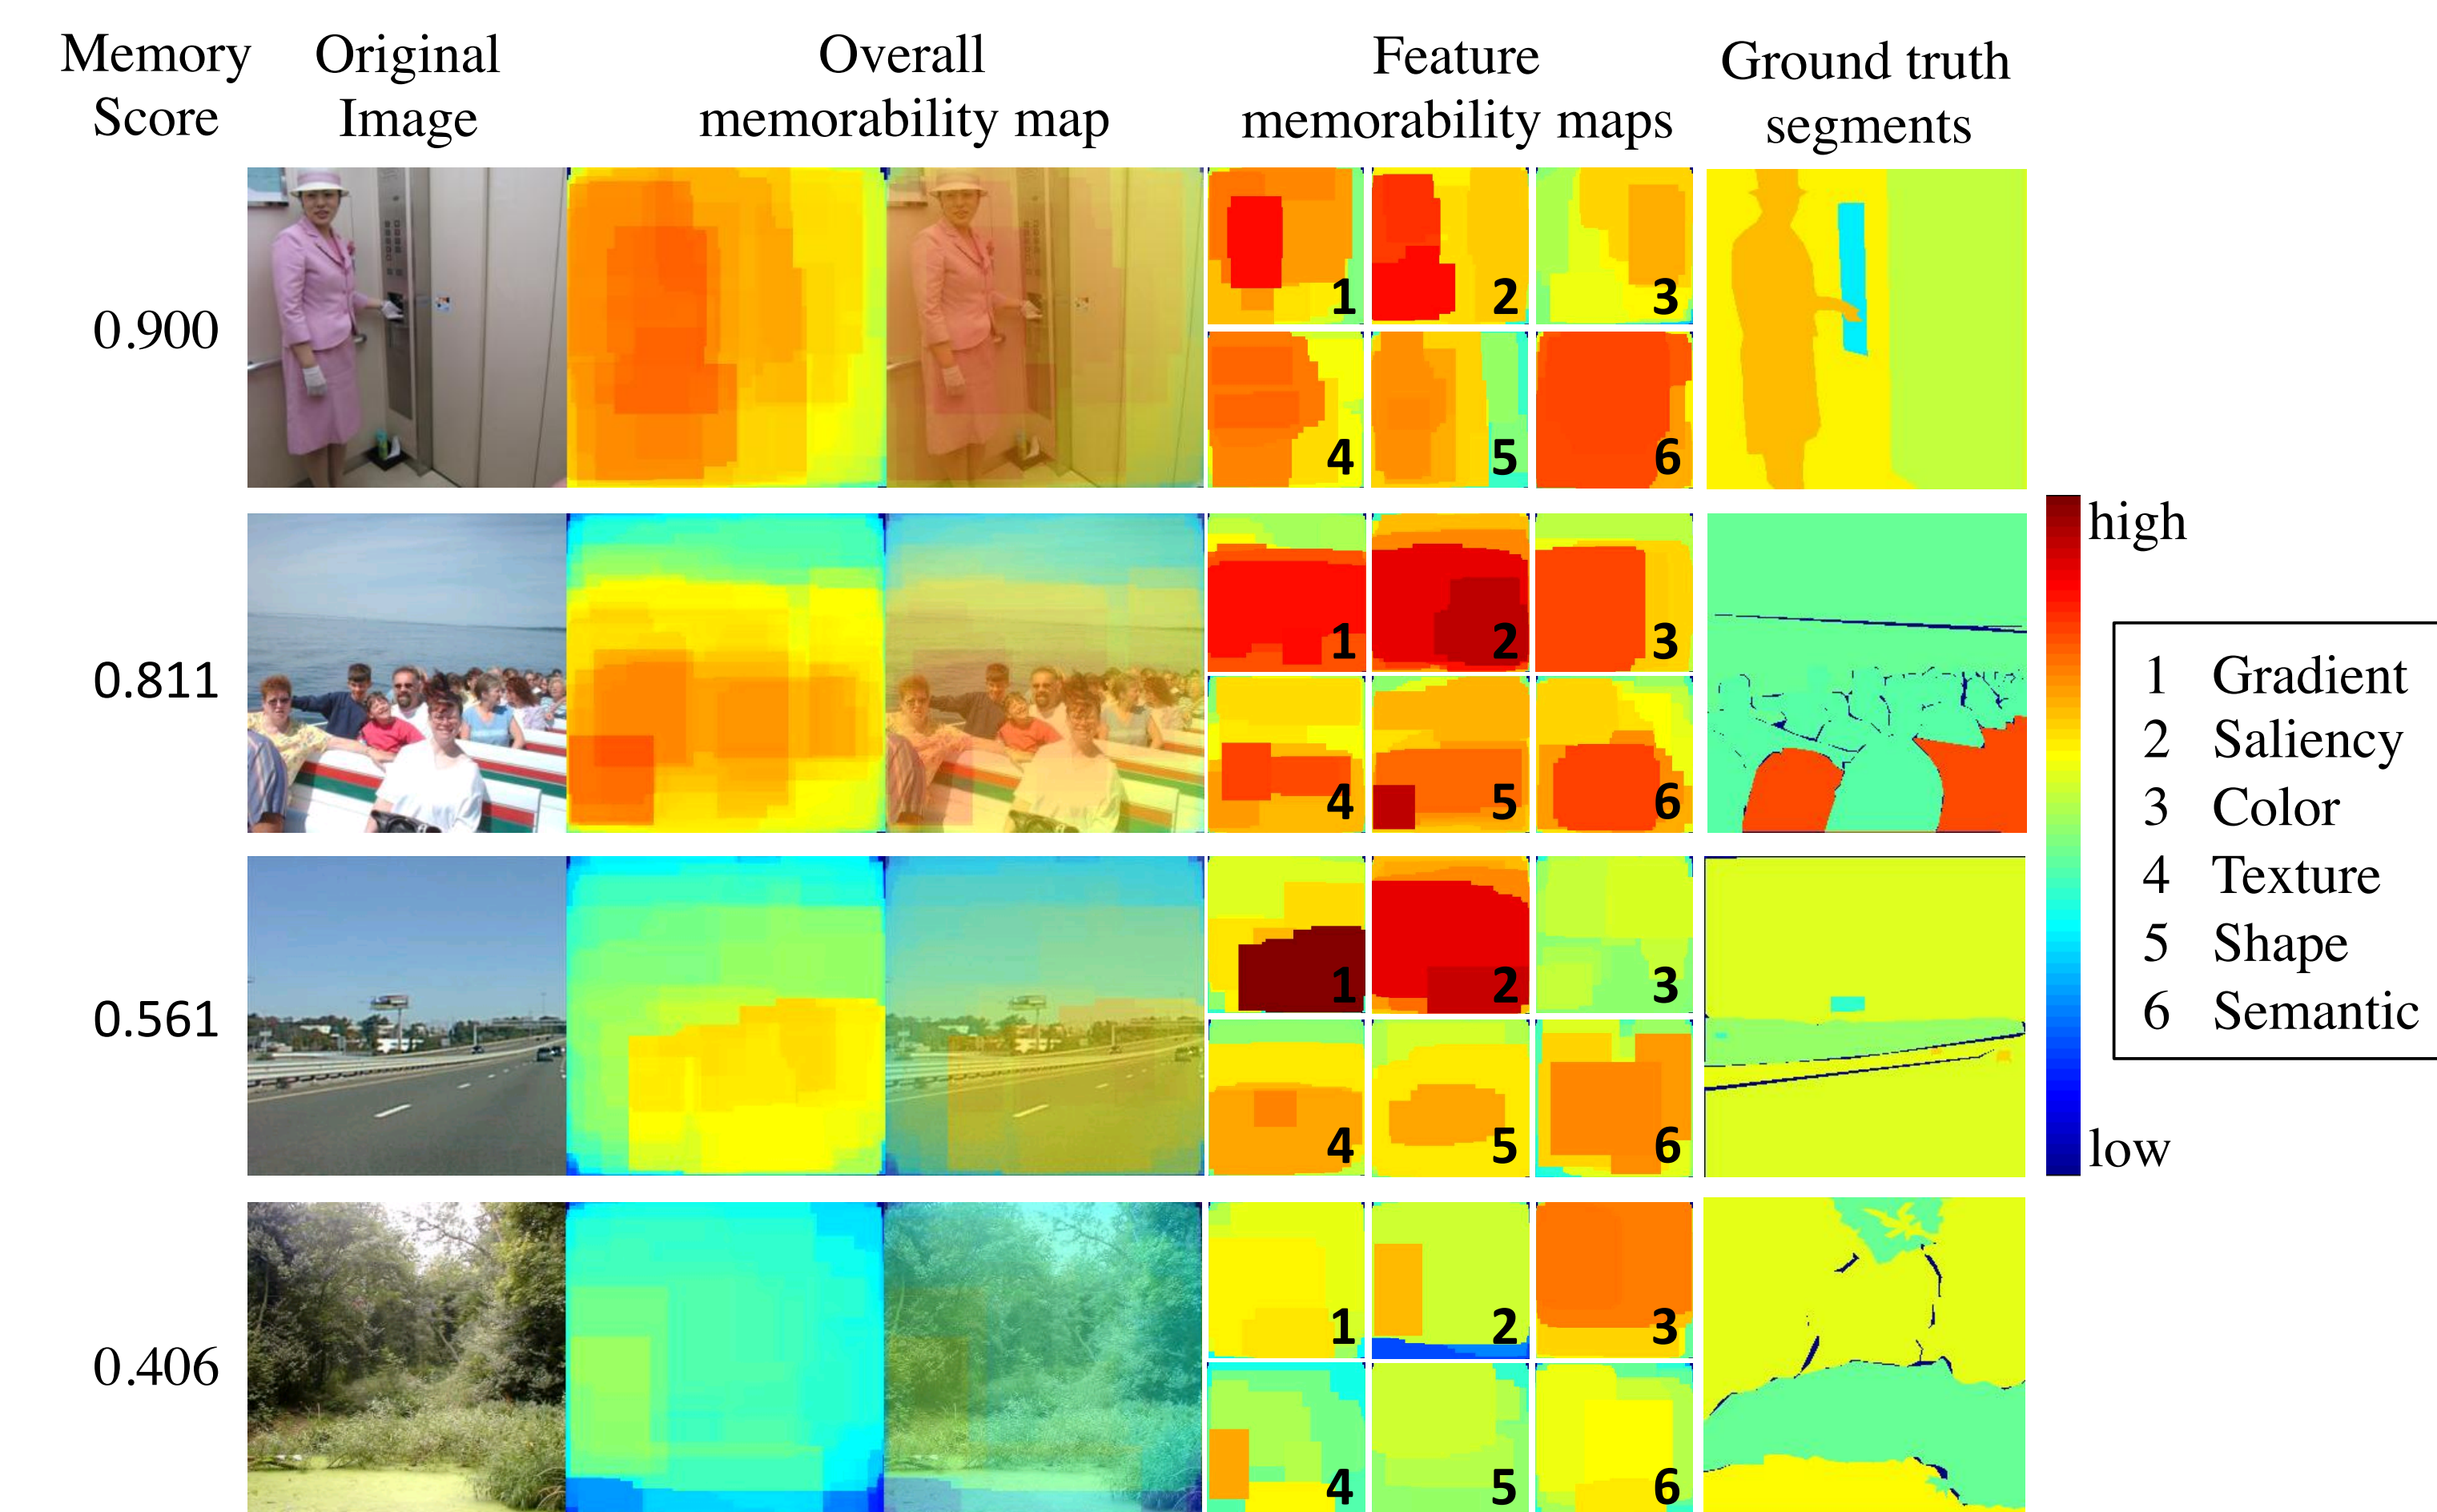 Memory
Score
Original
Image
Overall
memorability map
Feature
memorability maps
Ground truth
segments
0.900
1
2
3
4
5
6
0.811
1
2
3
4
5
6
0.561
1
2
3
4
5
6
0.406
1
2
3
4
5
6
high
low
1 Gradient
2 Saliency
3 Color
4 Texture
5 Shape
6 Semantic